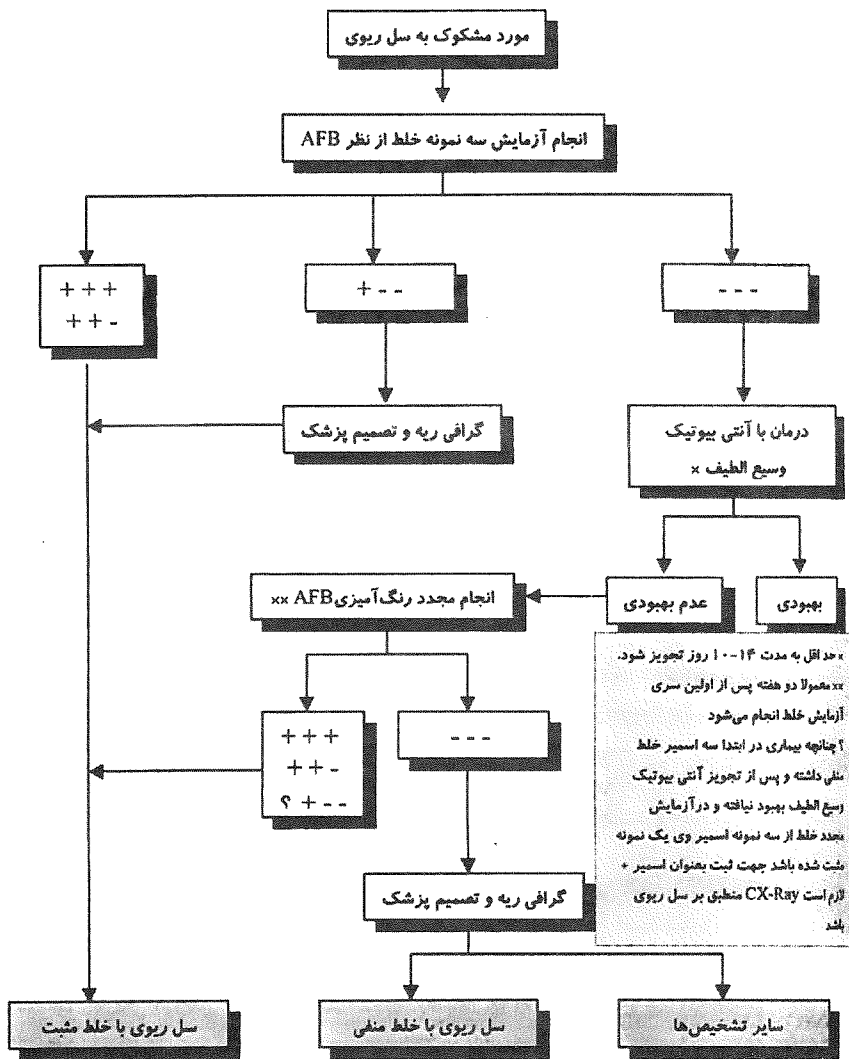 مورد مشکوک به سل ریوی
انجام آزمایش سه نمونه خلط از نظر AFB
+ + +
+ + -
+ - -
- - -
گرافی ریه و تصمیم پزشک
درمان با آنتی بیوتیک
وسیع الطیف ×
انجام مجدد رنگ‌آمیزی AFB ××
عدم بهبودی
بهبودی
× حداقل به مدت ۱۴-۱۰ روز تجویز شود.
×× معمولا دو هفته پس از اولین سری
آزمایش خلط انجام می‌شود
؟ چنانچه بیماری در ابتدا سه اسمیر خلط
منفی داشته و پس از تجویز آنتی بیوتیک
وسیع الطیف بهبود نیافته و در آزمایش
مجدد خلط از سه نمونه اسمیر وی یک نمونه
مثبت شده باشد جهت ثبت بعنوان اسمیر +
لازم است CX-Ray منطبق بر سل ریوی
باشد
+ + +
+ + -
؟ + - -
- - -
گرافی ریه و تصمیم پزشک
سل ریوی با خلط مثبت
سل ریوی با خلط منفی
سایر تشخیص‌ها